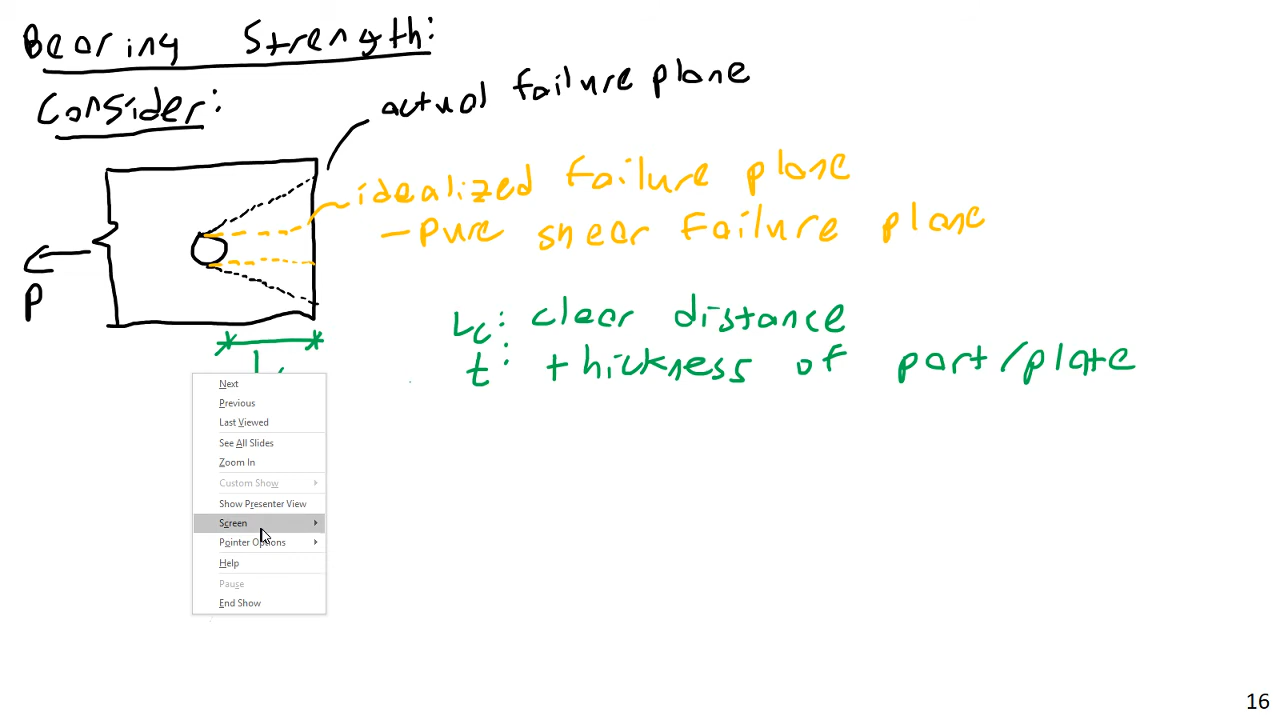 Bearing Strength:
Consider:
actual failure plane
idealized failure plane
- pure shear failure plane
P
Lc: clear distance
t: thickness of part/plate
Next
Previous
Last Viewed
See All Slides
Zoom In
Custom Show
Show Presenter View
Screen
Pointer Options
Help
Pause
End Show
16